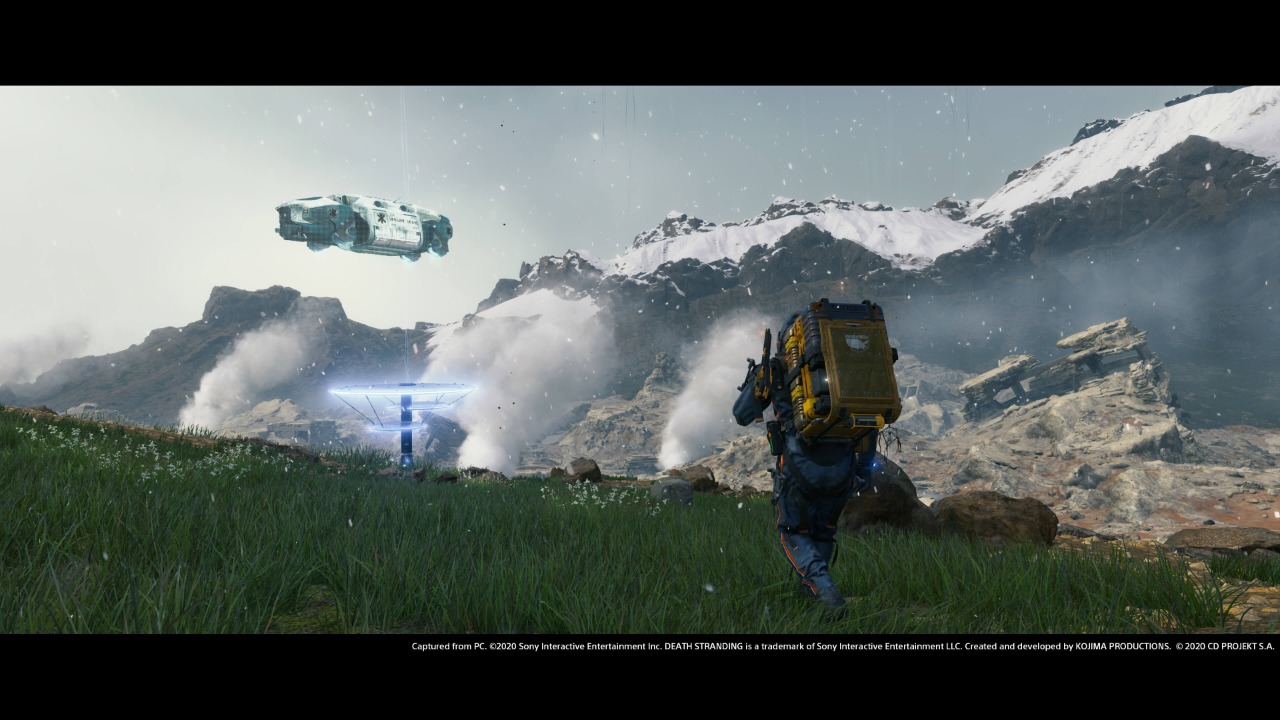 Captured from PC. ©2020 Sony Interactive Entertainment Inc. DEATH STRANDING is a trademark of Sony Interactive Entertainment LLC. Created and developed by KOJIMA PRODUCTIONS.  © 2020 CD PROJEKT S.A.